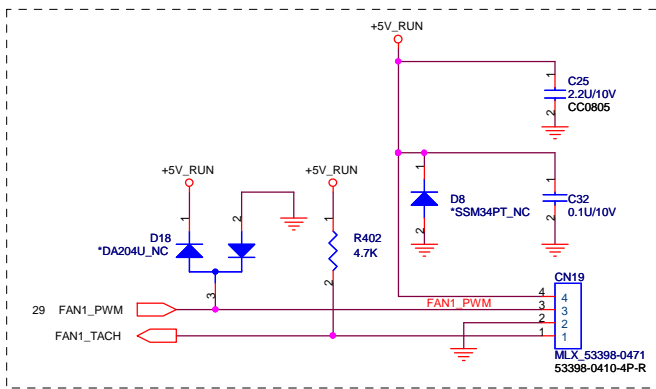 +5V_RUN
1
C25
2.2U/10V
CC0805
2
+5V_RUN
+5V_RUN
1
2
D18
*DA204U_NC
3
1
R402
4.7K
2
1
D8
*SSM34PT_NC
2
1
C32
0.1U/10V
2
CN19
29 FAN1_PWM
FAN1_PWM
FAN1_TACH
4 4
3 3
2 2
1 1
MLX_53398-0471
53398-0410-4P-R